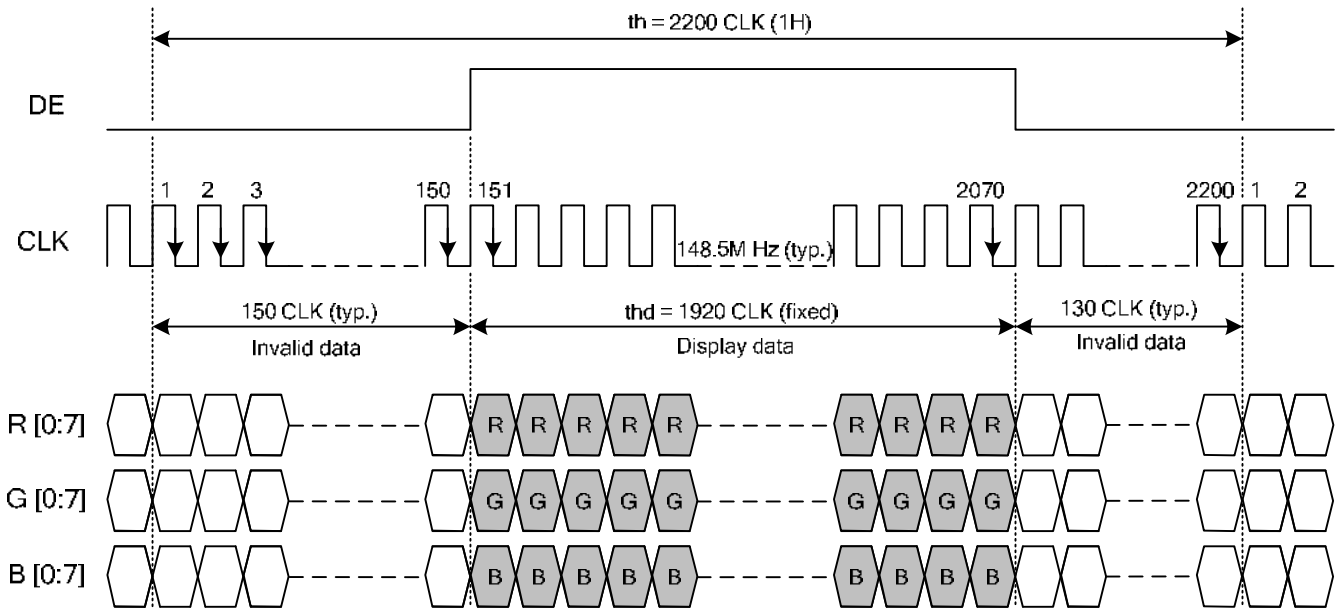 th = 2200 CLK (1H)
DE
1 2 3 150 151 2070 2200 1 2
CLK
148.5M Hz (typ.)
150 CLK (typ.) thd = 1920 CLK (fixed) 130 CLK (typ.)
Invalid data Display data Invalid data
R [0:7] R R R R R R R R R
G [0:7] G G G G G G G G G
B [0:7] B B B B B B B B B